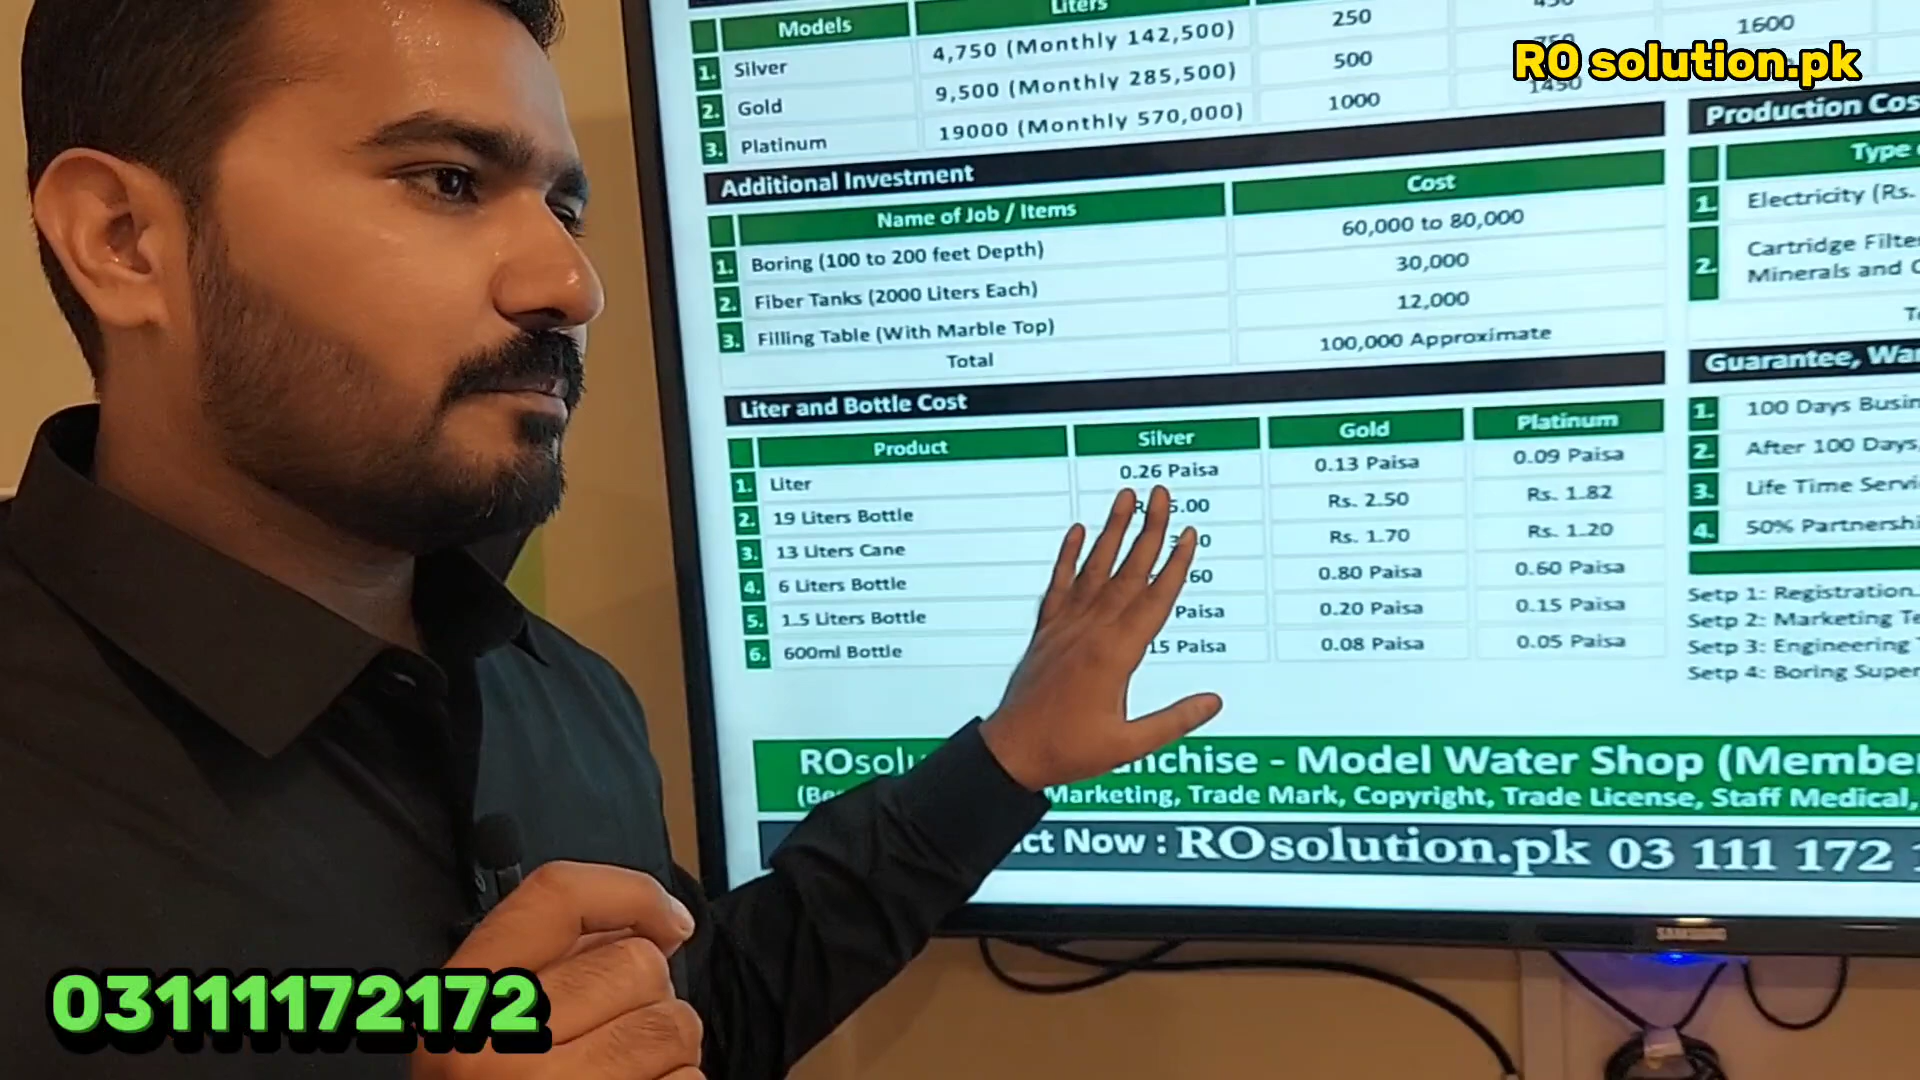 Models Liters
1. Silver 4,750 (Monthly 142,500) 250
2. Gold 9,500 (Monthly 285,500) 500 1600
3. Platinum 19000 (Monthly 570,000) 1000 1450
RO solution.pk
Additional Investment
Name of Job / Items Cost
1. Boring (100 to 200 feet Depth) 60,000 to 80,000
2. Fiber Tanks (2000 Liters Each) 30,000
3. Filling Table (With Marble Top) 12,000
Total 100,000 Approximate
Liter and Bottle Cost
Product Silver Gold Platinum
1. Liter 0.26 Paisa 0.13 Paisa 0.09 Paisa
2. 19 Liters Bottle 5.00 Rs. 2.50 Rs. 1.82
3. 13 Liters Cane Rs. 1.70 Rs. 1.20
4. 6 Liters Bottle 60 0.80 Paisa 0.60 Paisa
5. 1.5 Liters Bottle Paisa 0.20 Paisa 0.15 Paisa
6. 600ml Bottle 15 Paisa 0.08 Paisa 0.05 Paisa
Production
Type
1. Electricity (Rs.
2. Cartridge
Minerals and
Guarantee,
1. 100 Days
2. After 100 Days,
3. Life Time
4. 50%
Setp 1: Registration
Setp 2: Marketing
Setp 3: Engineering
Setp 4: Boring
- Model Water Shop
Marketing, Trade Mark, Copyright, Trade License, Staff Medical,
Now : ROsolution.pk 03 111 172
SAMSUNG
03111172172